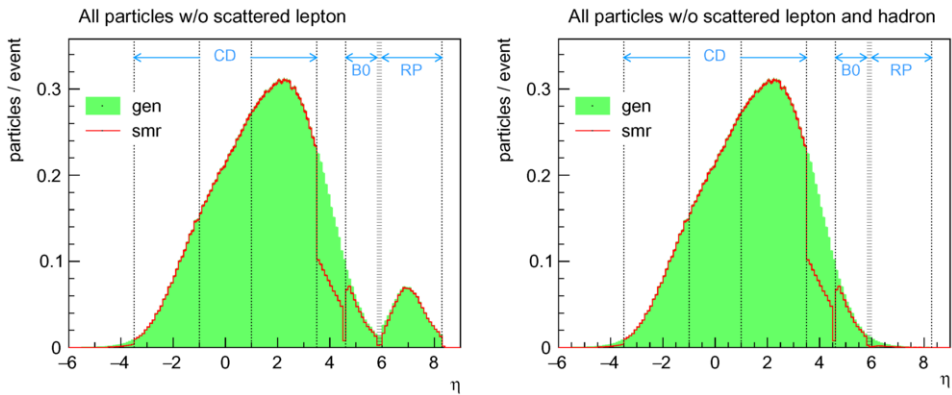 All particles w/o scattered lepton
particles / event
CD
B0
RP
gen
smr
0.3
0.2
0.1
0
−6
−4
−2
0
2
4
6
8
η
All particles w/o scattered lepton and hadron
particles / event
CD
B0
RP
gen
smr
0.3
0.2
0.1
0
−6
−4
−2
0
2
4
6
8
η